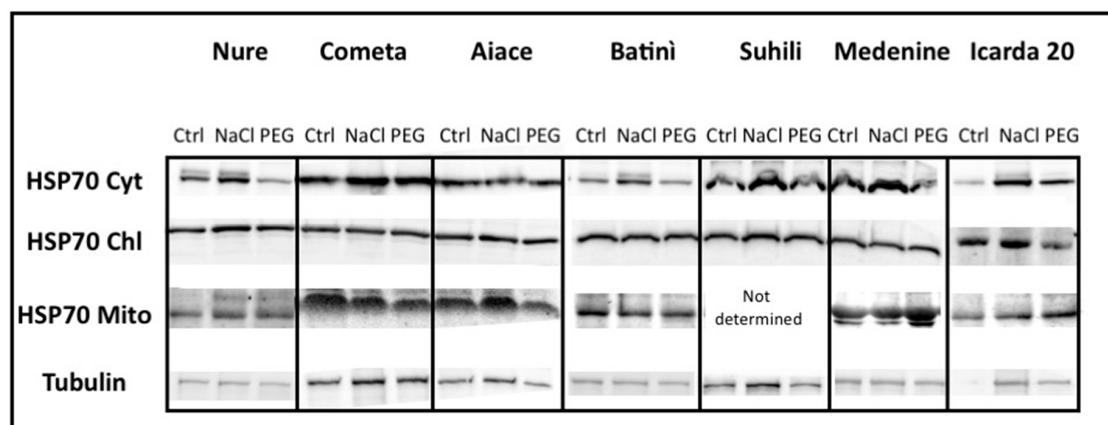 Nure Cometa Aiace Batinì Suhili Medenine Icarda 20
Ctrl NaCl PEG Ctrl NaCl PEG Ctrl NaCl PEG Ctrl NaCl PEG Ctrl NaCl PEG Ctrl NaCl PEG Ctrl NaCl PEG
HSP70 Cyt
HSP70 Chl
HSP70 Mito
Not
determined
Tubulin